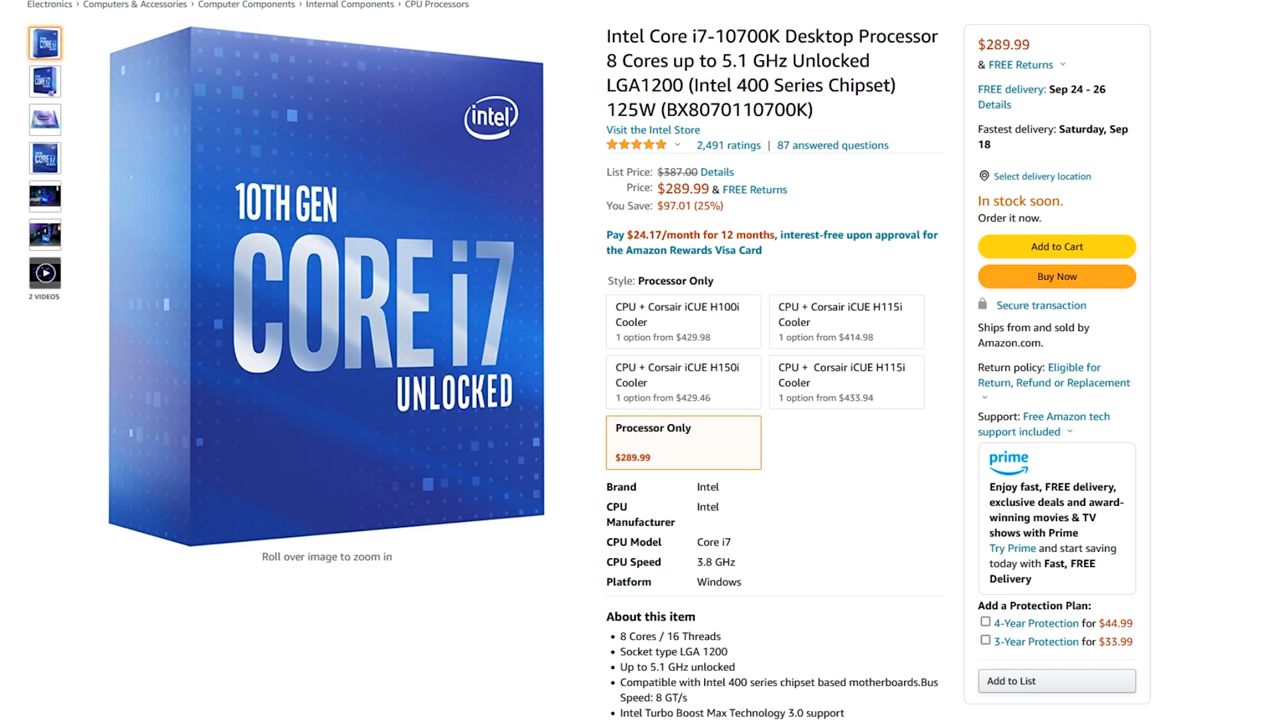 Electronics › Computers & Accessories › Computer Components › Internal Components › CPU Processors
2 VIDEOS
intel
10TH GEN
CORE i7
UNLOCKED
Roll over image to zoom in
Intel Core i7-10700K Desktop Processor
8 Cores up to 5.1 GHz Unlocked
LGA1200 (Intel 400 Series Chipset)
125W (BX8070110700K)
Visit the Intel Store
2,491 ratings | 87 answered questions
List Price: $387.00 Details
Price: $289.99 & FREE Returns
You Save: $97.01 (25%)
Pay $24.17/month for 12 months, interest-free upon approval for
the Amazon Rewards Visa Card
Style: Processor Only
CPU + Corsair iCUE H100i
Cooler
1 option from $429.98
CPU + Corsair iCUE H115i
Cooler
1 option from $414.98
CPU + Corsair iCUE H150i
Cooler
1 option from $429.46
CPU + Corsair iCUE H115i
Cooler
1 option from $433.94
Processor Only
$289.99
Brand Intel
CPU Intel
Manufacturer
CPU Model Core i7
CPU Speed 3.8 GHz
Platform Windows
About this item
• 8 Cores / 16 Threads
• Socket type LGA 1200
• Up to 5.1 GHz unlocked
• Compatible with Intel 400 series chipset based motherboards.Bus
Speed: 8 GT/s
• Intel Turbo Boost Max Technology 3.0 support
$289.99
& FREE Returns
FREE delivery: Sep 24 - 26
Details
Fastest delivery: Saturday, Sep
18
Select delivery location
In stock soon.
Order it now.
Add to Cart
Buy Now
Secure transaction
Ships from and sold by
Amazon.com.
Return policy: Eligible for
Return, Refund or Replacement
Support: Free Amazon tech
support included
prime
Enjoy fast, FREE delivery,
exclusive deals and award-
winning movies & TV
shows with Prime
Try Prime and start saving
today with Fast, FREE
Delivery
Add a Protection Plan:
4-Year Protection for $44.99
3-Year Protection for $33.99
Add to List